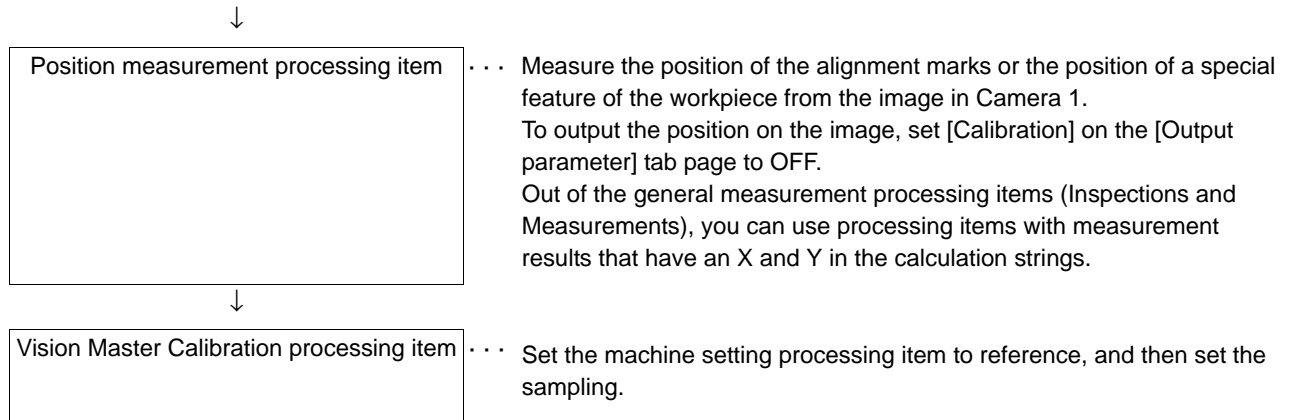 ↓
Position measurement processing item
· · · Measure the position of the alignment marks or the position of a special
feature of the workpiece from the image in Camera 1.
To output the position on the image, set [Calibration] on the [Output
parameter] tab page to OFF.
Out of the general measurement processing items (Inspections and
Measurements), you can use processing items with measurement
results that have an X and Y in the calculation strings.
↓
Vision Master Calibration processing item
· · · Set the machine setting processing item to reference, and then set the
sampling.